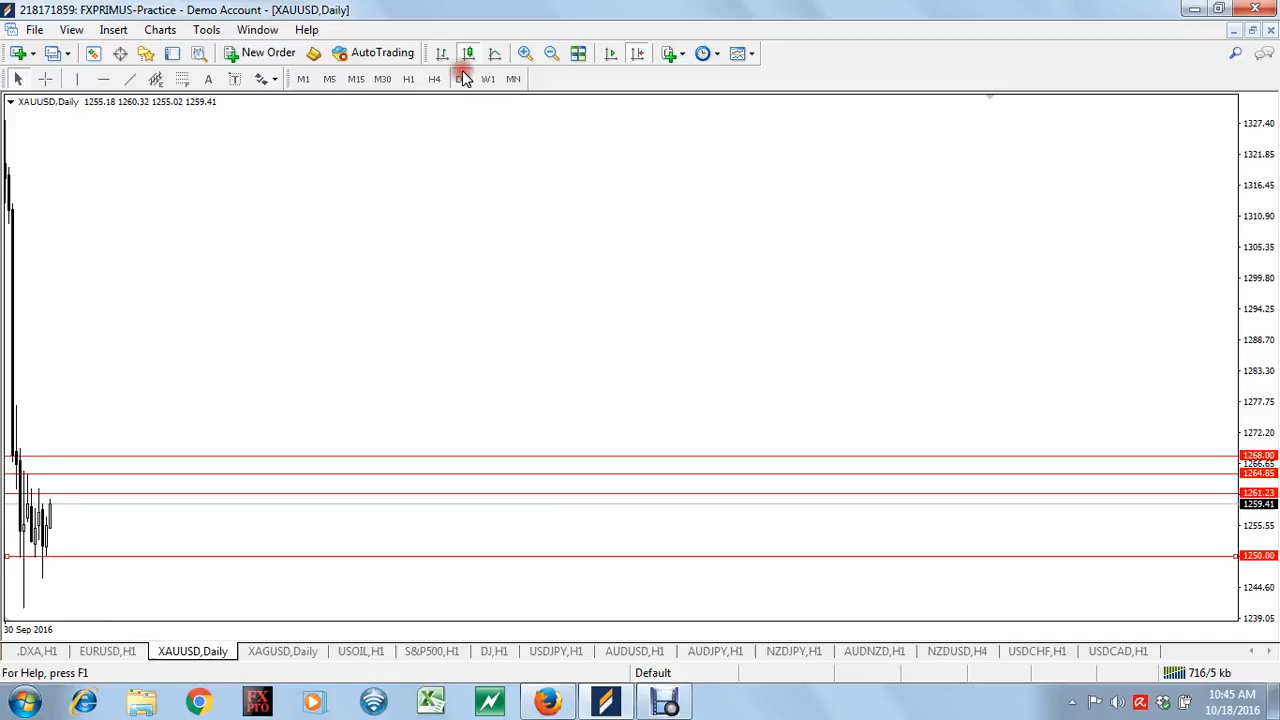 218171859: FXPRIMUS-Practice - Demo Account - [XAUUSD,Daily]
File View Insert Charts Tools Window Help
New Order AutoTrading
A T M1 M5 M15 M30 H1 H4 W1 MN
XAUUSD,Daily 1255.18 1260.32 1255.02 1259.41
1327.40
1321.85
1316.45
1310.90
1305.35
1299.80
1294.25
1288.70
1283.30
1277.75
1272.20
1268.00
1266.65
1264.85
1261.23
1259.41
1255.55
1250.00
1244.60
1239.05
30 Sep 2016
.DXA,H1 EURUSD,H1 XAUUSD,Daily XAGUSD,Daily USOIL,H1 S&P500,H1 DJ,H1 USDJPY,H1 AUDUSD,H1 AUDJPY,H1 NZDJPY,H1 AUDNZD,H1 NZDUSD,H4 USDCHF,H1 USDCAD,H1
For Help, press F1 Default 716/5 kb
FX
Pro
10:45 AM
10/18/2016